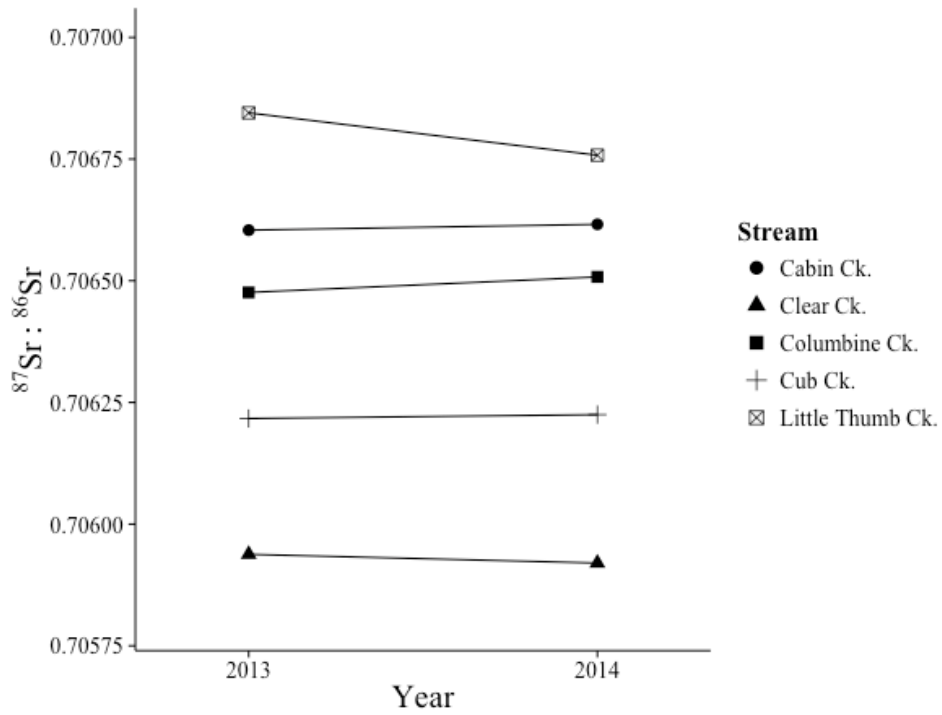 0.70700
0.70675
0.70650
0.70625
0.70600
0.70575
⁸⁷Sr : ⁸⁶Sr
2013
2014
Year
Stream
Cabin Ck.
Clear Ck.
Columbine Ck.
Cub Ck.
Little Thumb Ck.